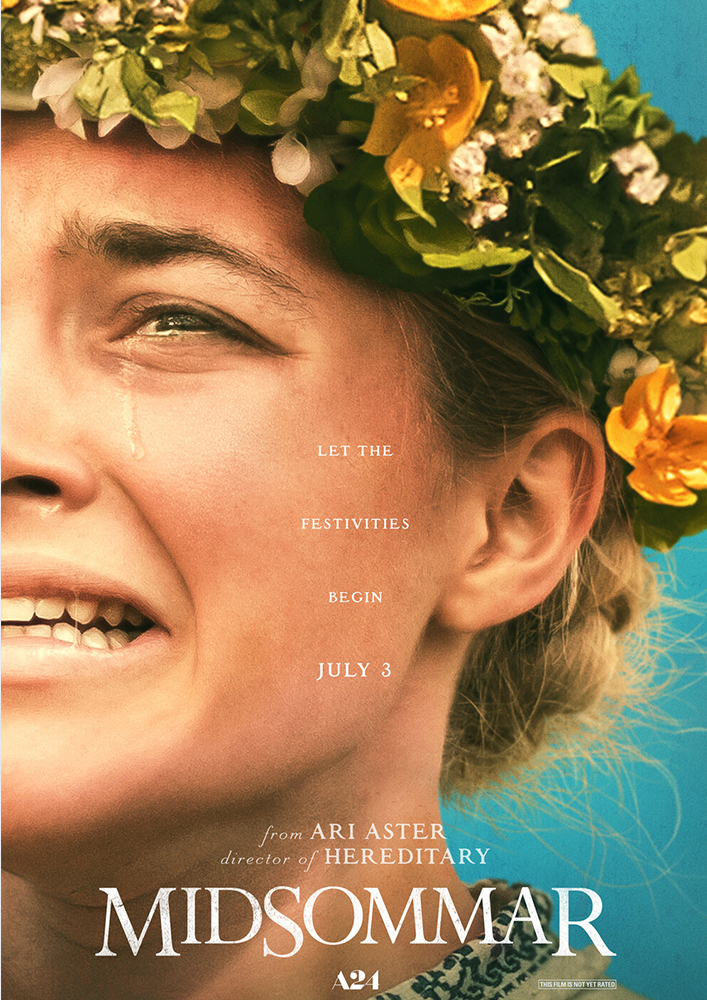 LET THE
FESTIVITIES
BEGIN
JULY 3
from ARI ASTER
director of HEREDITARY
MIDSOMMAR
A24
THIS FILM IS NOT YET RATED